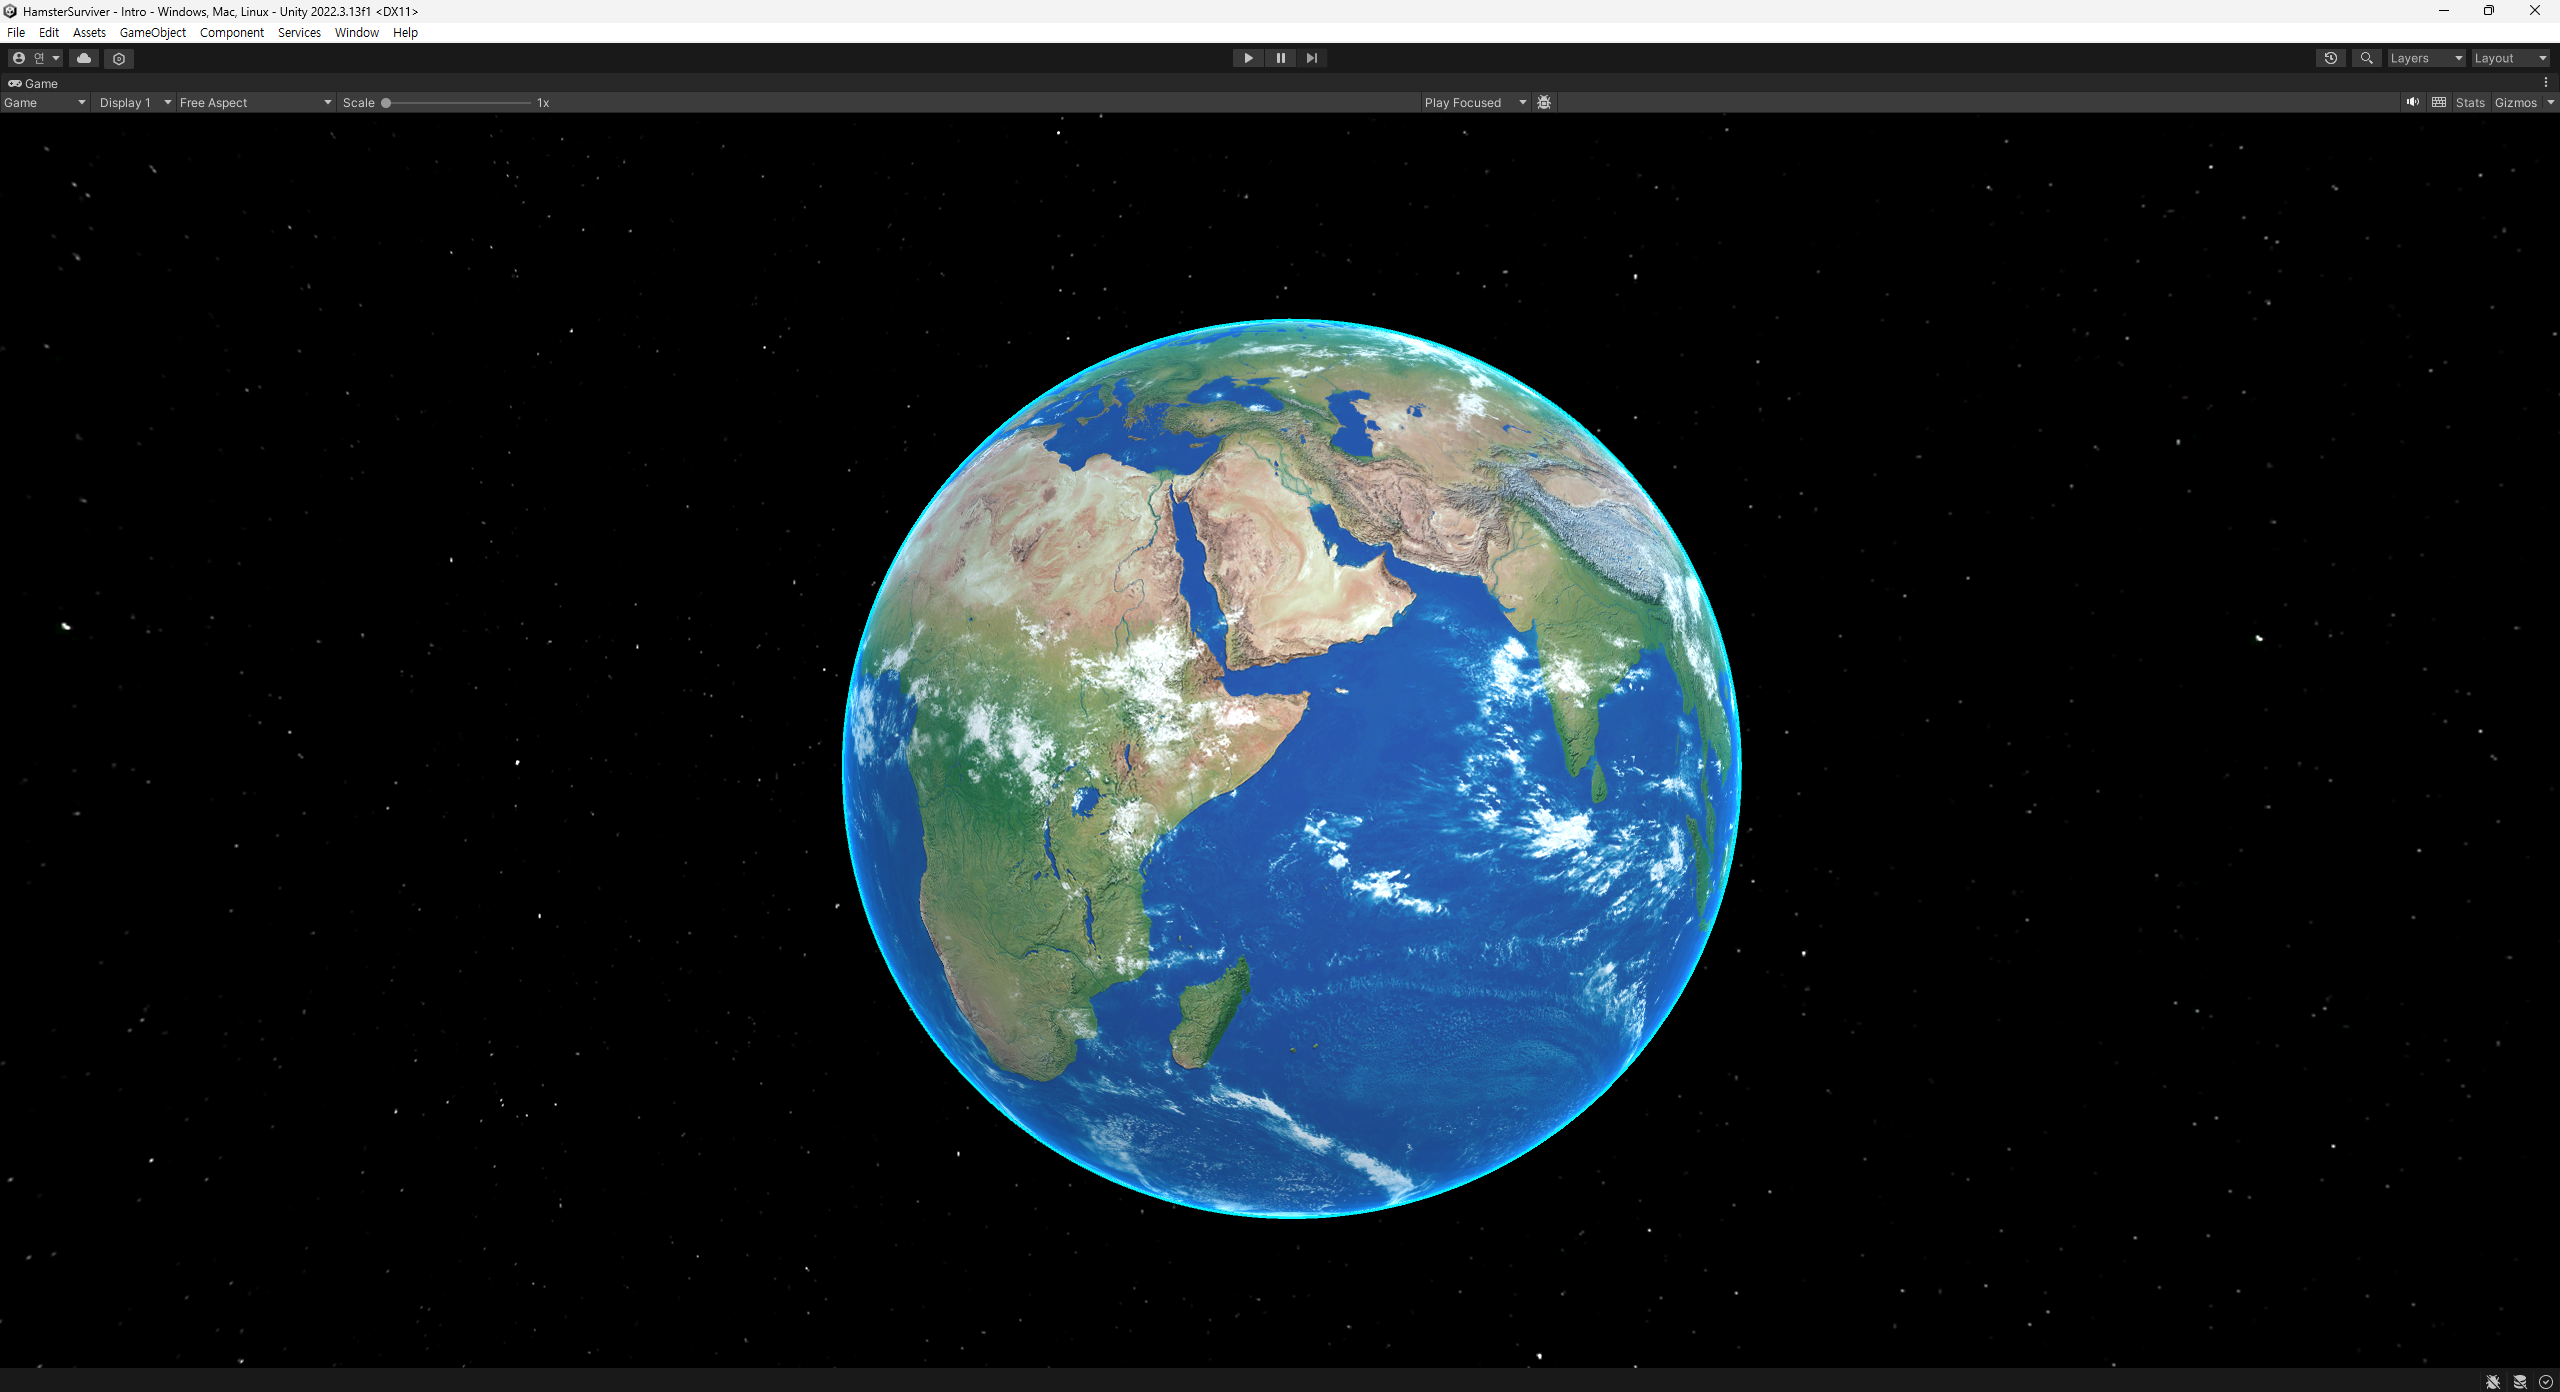 HamsterSurviver - Intro - Windows, Mac, Linux - Unity 2022.3.13f1 <DX11>
File Edit Assets GameObject Component Services Window Help
연 Layers Layout
Game
Game Display 1 Free Aspect Scale 1x Play Focused Stats Gizmos